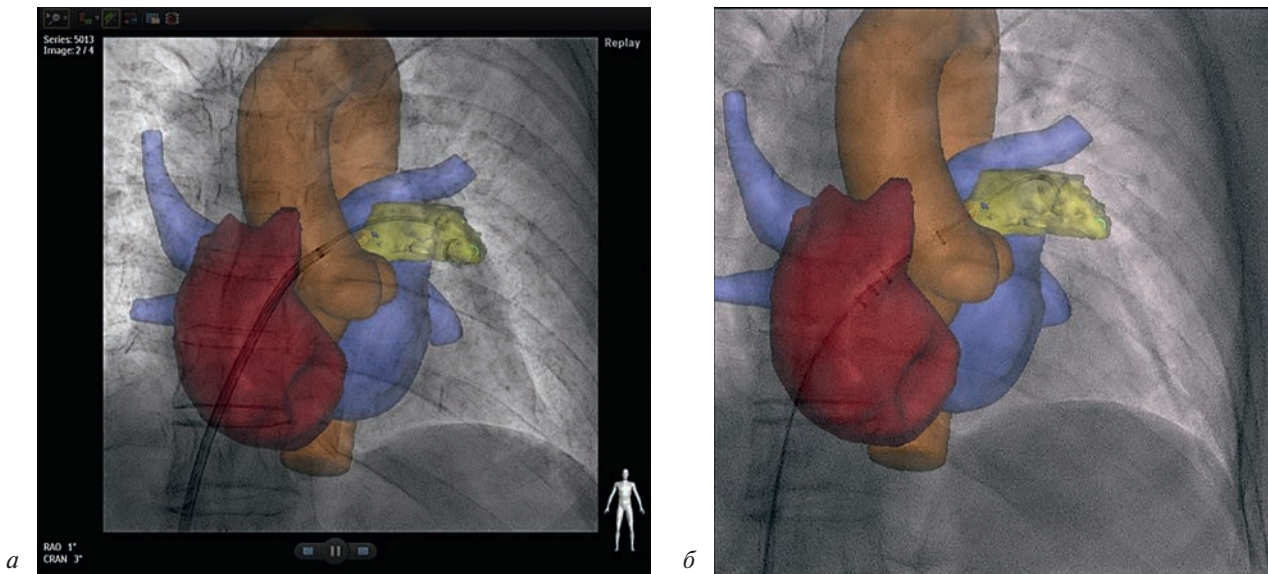 Series: 5013
Image: 2 / 4
Replay
RAO 1°
CRAN 3°
а
б